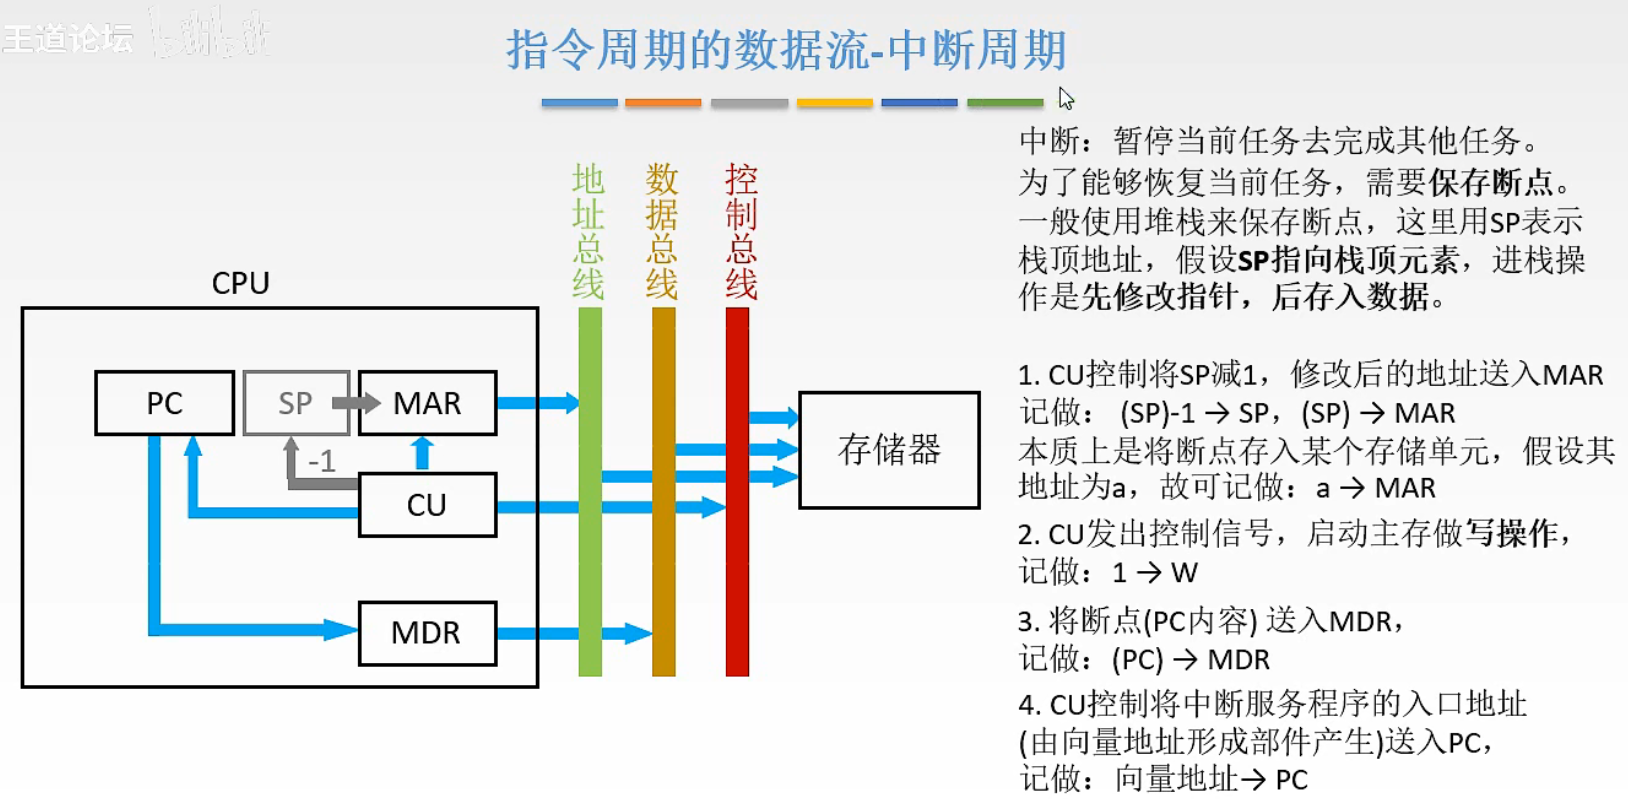 王道论坛 bilibili
指令周期的数据流-中断周期
中断：暂停当前任务去完成其他任务。
为了能够恢复当前任务，需要保存断点。
一般使用堆栈来保存断点，这里用SP表示
栈顶地址，假设SP指向栈顶元素，进栈操
作是先修改指针，后存入数据。
1. CU控制将SP减1，修改后的地址送入MAR
记做： (SP)-1 → SP，(SP) → MAR
本质上是将断点存入某个存储单元，假设其
地址为a，故可记做：a → MAR
2. CU发出控制信号，启动主存做写操作，
记做：1 → W
3. 将断点(PC内容) 送入MDR，
记做：(PC) → MDR
4. CU控制将中断服务程序的入口地址
(由向量地址形成部件产生)送入PC，
记做：向量地址→ PC
地址总线
数据总线
控制总线
CPU
PC
SP
MAR
-1
CU
MDR
存储器